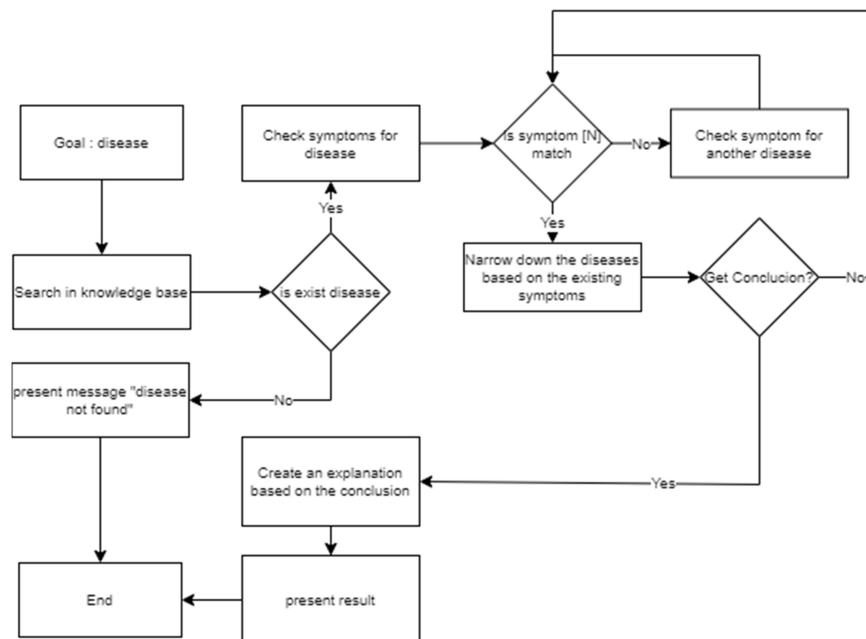 Goal : disease
Search in knowledge base
is exist disease
Yes
Check symptoms for
disease
Is symptom [N]
match
No
Check symptom for
another disease
Yes
Narrow down the diseases
based on the existing
symptoms
Get Conclucion?
No
No
present message "disease
not found"
Yes
Create an explanation
based on the conclusion
present result
End